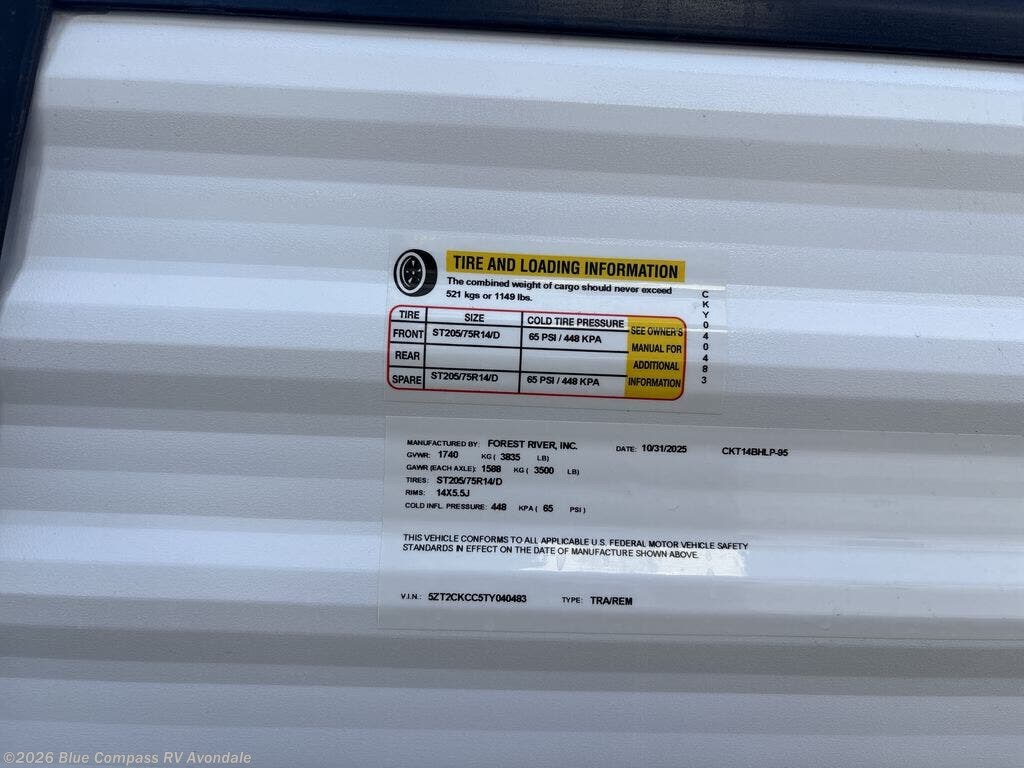 TIRE AND LOADING INFORMATION
The combined weight of cargo should never exceed
521 kgs or 1149 lbs.
TIRE SIZE COLD TIRE PRESSURE SEE OWNER'S
FRONT ST205/75R14/D 65 PSI / 448 KPA MANUAL FOR
REAR ADDITIONAL
SPARE ST205/75R14/D 65 PSI / 448 KPA INFORMATION
CKY040483
MANUFACTURED BY: FOREST RIVER, INC. DATE: 10/31/2025 CKT14BHLP-95
GVWR: 1740 KG ( 3835 LB)
GAWR (EACH AXLE): 1588 KG ( 3500 LB)
TIRES: ST205/75R14/D
RIMS: 14X5.5J
COLD INFL. PRESSURE: 448 KPA ( 65 PSI )
THIS VEHICLE CONFORMS TO ALL APPLICABLE U.S. FEDERAL MOTOR VEHICLE SAFETY
STANDARDS IN EFFECT ON THE DATE OF MANUFACTURE SHOWN ABOVE.
V.I.N.: 5ZT2CKCC5TY040483 TYPE: TRA/REM
©2026 Blue Compass RV Avondale